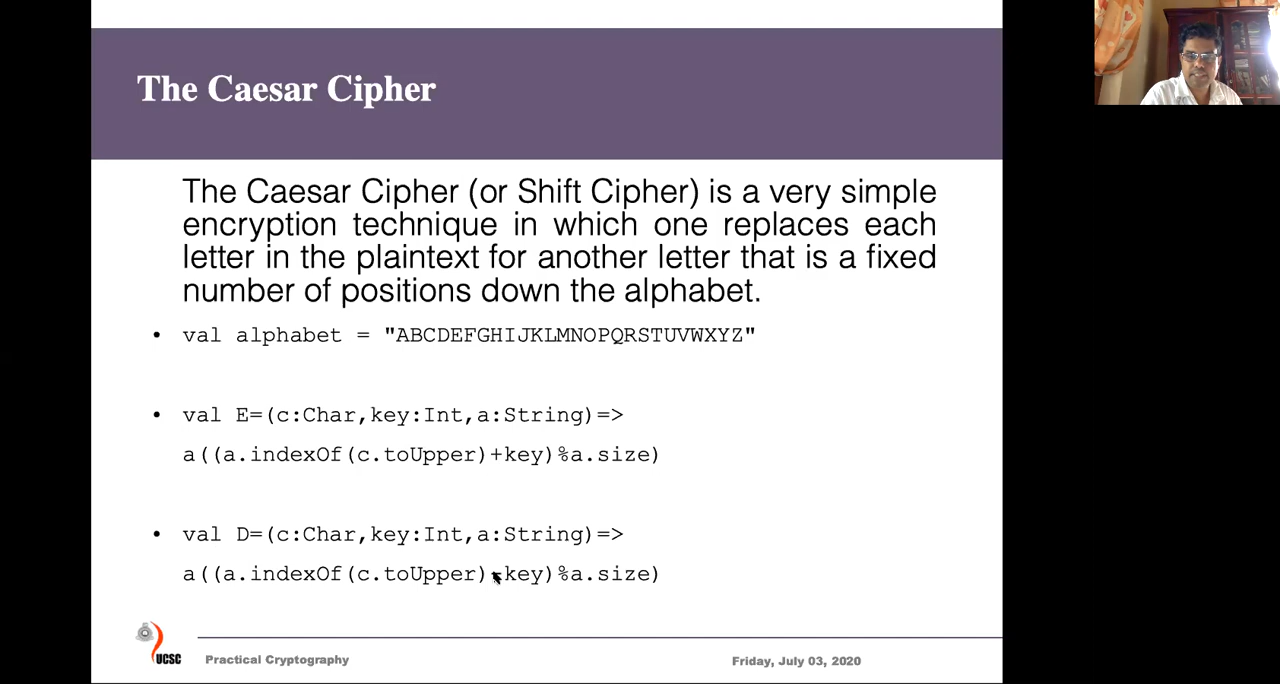 The Caesar Cipher
The Caesar Cipher (or Shift Cipher) is a very simple
encryption technique in which one replaces each
letter in the plaintext for another letter that is a fixed
number of positions down the alphabet.
• val alphabet = "ABCDEFGHIJKLMNOPQRSTUVWXYZ"
• val E=(c:Char,key:Int,a:String)=>
a((a.indexOf(c.toUpper)+key)%a.size)
• val D=(c:Char,key:Int,a:String)=>
a((a.indexOf(c.toUpper) key)%a.size)
UCSC
Practical Cryptography
Friday, July 03, 2020